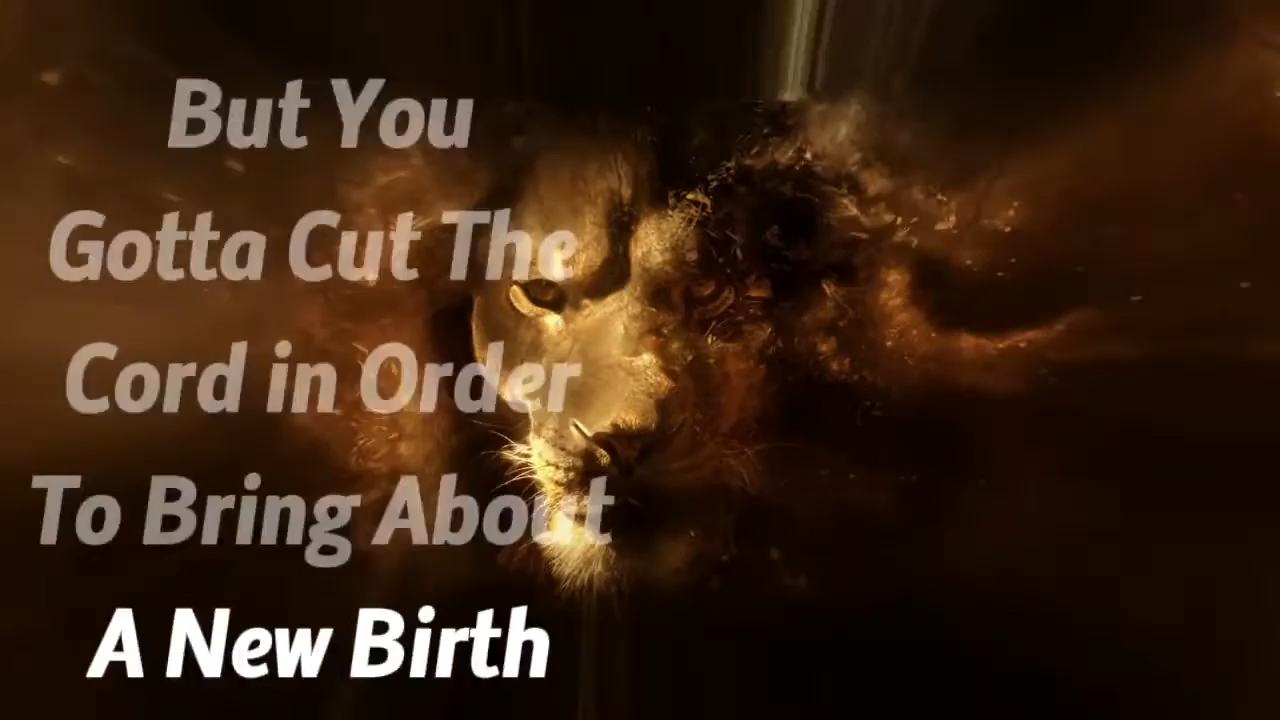 But You
Gotta Cut The
Cord in Order
To Bring About
A New Birth